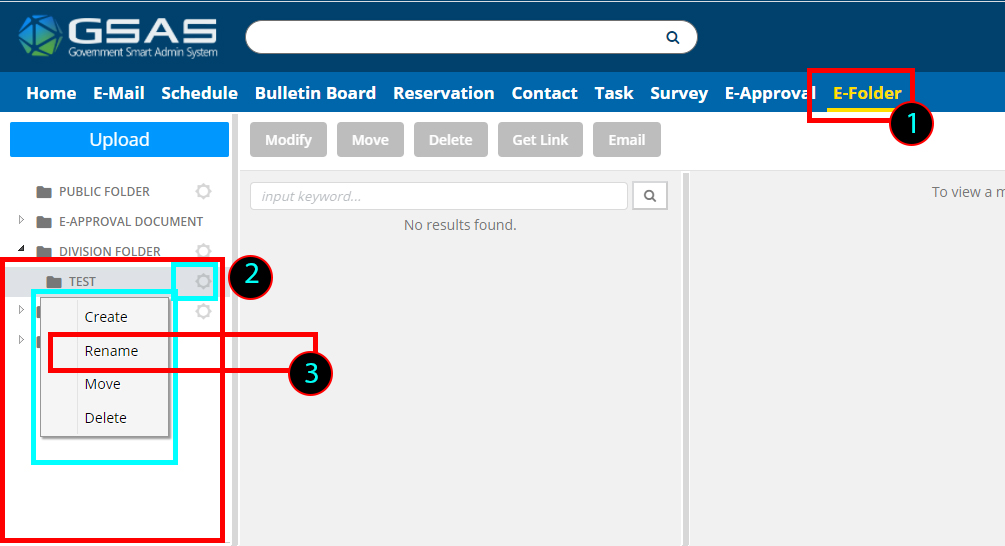 GSAS
Government Smart Admin System
Home E-Mail Schedule Bulletin Board Reservation Contact Task Survey E-Approval E-Folder
1
Upload
Modify Move Delete Get Link Email
PUBLIC FOLDER
input keyword...
To view a m
E-APPROVAL DOCUMENT
No results found.
DIVISION FOLDER
TEST
2
Create
Rename
3
Move
Delete